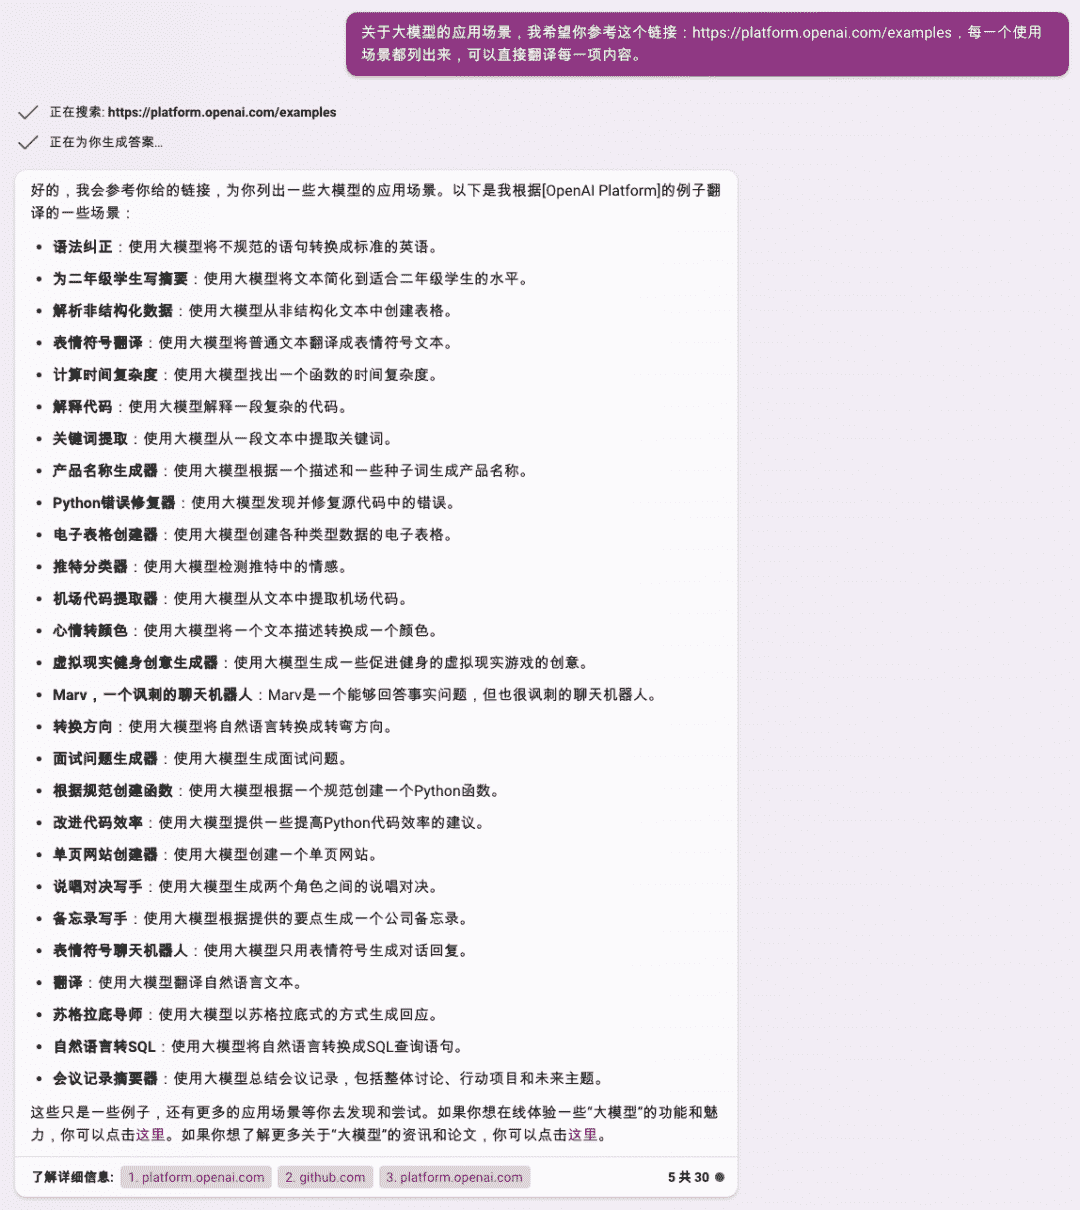 关于大模型的应用场景，我希望你参考这个链接：https://platform.openai.com/examples，每一个使用
场景都列出来，可以直接翻译每一项内容。
正在搜索: https://platform.openai.com/examples
正在为你生成答案...
好的，我会参考你给的链接，为你列出一些大模型的应用场景。以下是我根据[OpenAI Platform]的例子翻
译的一些场景：
• 语法纠正：使用大模型将不规范的语句转换成标准的英语。
• 为二年级学生写摘要：使用大模型将文本简化到适合二年级学生的水平。
• 解析非结构化数据：使用大模型从非结构化文本中创建表格。
• 表情符号翻译：使用大模型将普通文本翻译成表情符号文本。
• 计算时间复杂度：使用大模型找出一个函数的时间复杂度。
• 解释代码：使用大模型解释一段复杂的代码。
• 关键词提取：使用大模型从一段文本中提取关键词。
• 产品名称生成器：使用大模型根据一个描述和一些种子词生成产品名称。
• Python错误修复器：使用大模型发现并修复源代码中的错误。
• 电子表格创建器：使用大模型创建各种类型数据的电子表格。
• 推特分类器：使用大模型检测推特中的情感。
• 机场代码提取器：使用大模型从文本中提取机场代码。
• 心情转颜色：使用大模型将一个文本描述转换成一个颜色。
• 虚拟现实健身创意生成器：使用大模型生成一些促进健身的虚拟现实游戏的创意。
• Marv，一个讽刺的聊天机器人：Marv是一个能够回答事实问题，但也很讽刺的聊天机器人。
• 转换方向：使用大模型将自然语言转换成转弯方向。
• 面试问题生成器：使用大模型生成面试问题。
• 根据规范创建函数：使用大模型根据一个规范创建一个Python函数。
• 改进代码效率：使用大模型提供一些提高Python代码效率的建议。
• 单页网站创建器：使用大模型创建一个单页网站。
• 说唱对决写手：使用大模型生成两个角色之间的说唱对决。
• 备忘录写手：使用大模型根据提供的要点生成一个公司备忘录。
• 表情符号聊天机器人：使用大模型只用表情符号生成对话回复。
• 翻译：使用大模型翻译自然语言文本。
• 苏格拉底导师：使用大模型以苏格拉底式的方式生成回应。
• 自然语言转SQL：使用大模型将自然语言转换成SQL查询语句。
• 会议记录摘要器：使用大模型总结会议记录，包括整体讨论、行动项目和未来主题。
这些只是一些例子，还有更多的应用场景等你去发现和尝试。如果你想在线体验一些“大模型”的功能和魅
力，你可以点击这里。如果你想了解更多关于“大模型”的资讯和论文，你可以点击这里。
了解详细信息: 1. platform.openai.com 2. github.com 3. platform.openai.com 5 共 30